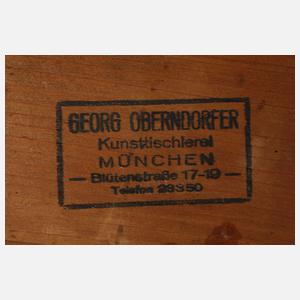 GEORG OBERNDORFER
Kunsttischlerei
MÜNCHEN
— Blütenstraße 17-19 —
Telefon 29350